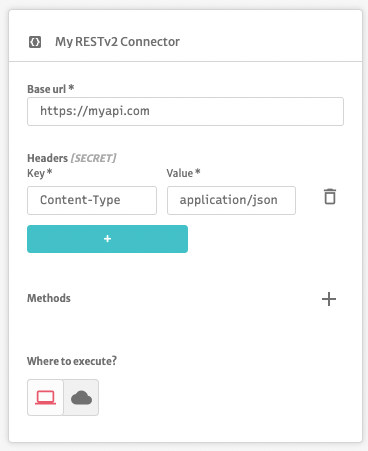 My RESTv2 Connector
Base url *
https://myapi.com
Headers [SECRET]
Key * Value *
Content-Type application/json
+
Methods
Where to execute?